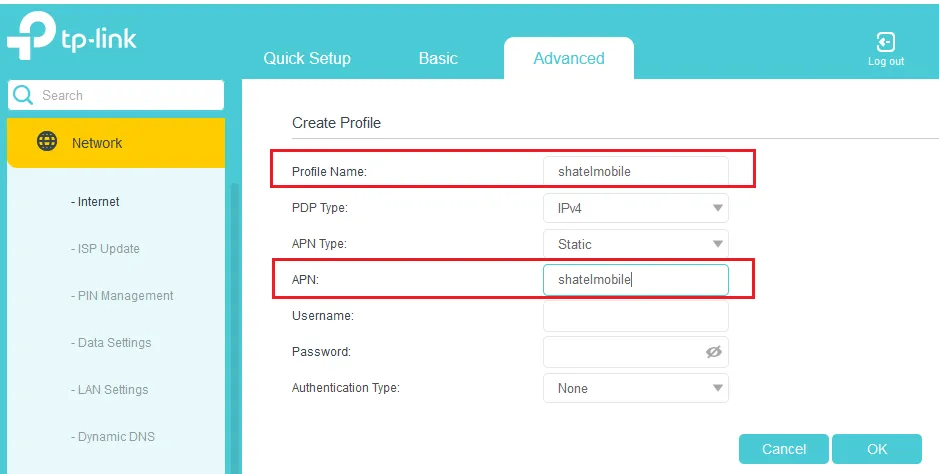 tp-link
Quick Setup
Basic
Advanced
Log out
Search
Network
- Internet
- ISP Update
- PIN Management
- Data Settings
- LAN Settings
- Dynamic DNS
Create Profile
Profile Name: shatelmobile
PDP Type: IPv4
APN Type: Static
APN: shatelmobile
Username:
Password:
Authentication Type: None
Cancel
OK